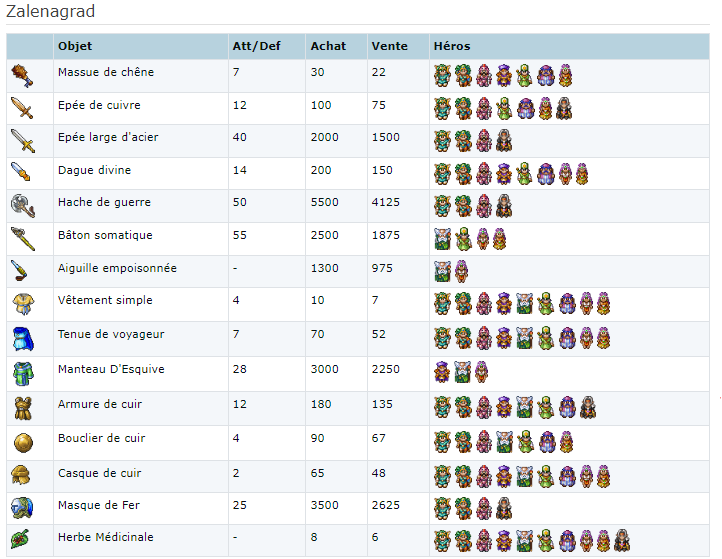 Zalenagrad
Objet Att/Def Achat Vente Héros
Massue de chêne 7 30 22
Epée de cuivre 12 100 75
Epée large d'acier 40 2000 1500
Dague divine 14 200 150
Hache de guerre 50 5500 4125
Bâton somatique 55 2500 1875
Aiguille empoisonnée - 1300 975
Vêtement simple 4 10 7
Tenue de voyageur 7 70 52
Manteau D'Esquive 28 3000 2250
Armure de cuir 12 180 135
Bouclier de cuir 4 90 67
Casque de cuir 2 65 48
Masque de Fer 25 3500 2625
Herbe Médicinale - 8 6